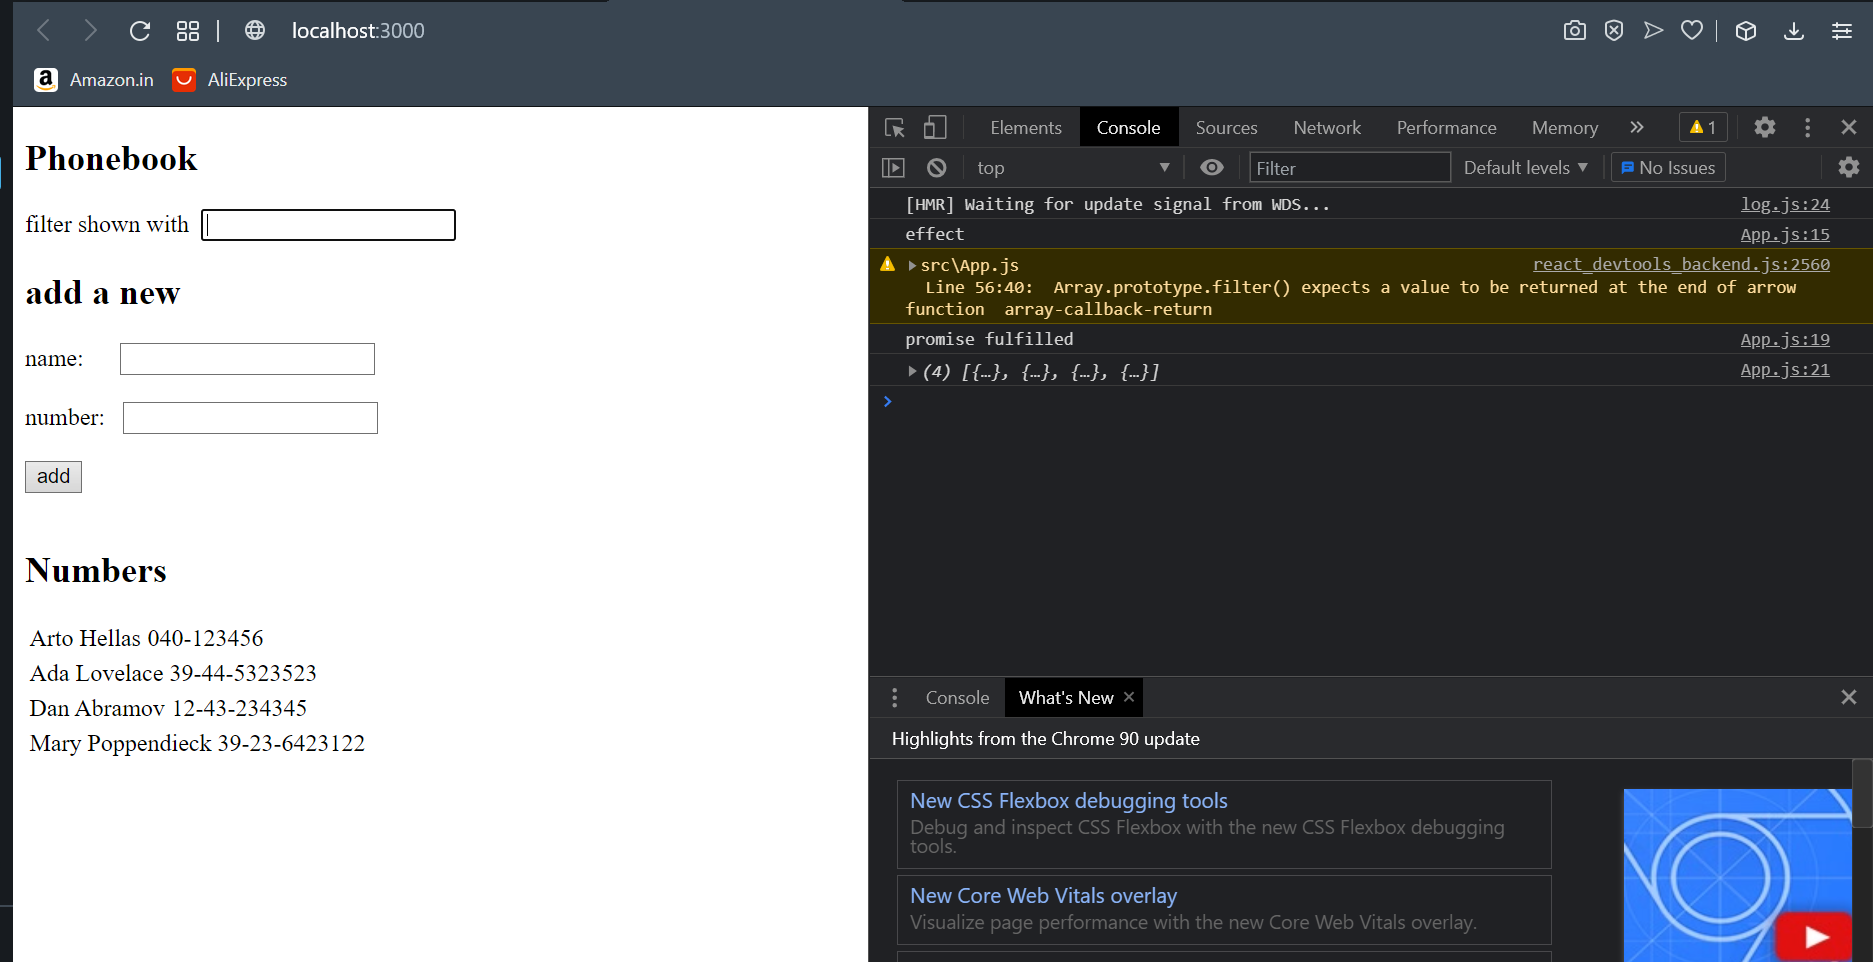 localhost:3000
a Amazon.in AliExpress
Phonebook
filter shown with
add a new
name:
number:
add
Numbers
Arto Hellas 040-123456
Ada Lovelace 39-44-5323523
Dan Abramov 12-43-234345
Mary Poppendieck 39-23-6423122
Elements Console Sources Network Performance Memory » 1
top Filter Default levels No Issues
[HMR] Waiting for update signal from WDS... log.js:24
effect App.js:15
src\App.js react_devtools_backend.js:2560
Line 56:40: Array.prototype.filter() expects a value to be returned at the end of arrow
function array-callback-return
promise fulfilled App.js:19
(4) [{…}, {…}, {…}, {…}] App.js:21
Console What's New
Highlights from the Chrome 90 update
New CSS Flexbox debugging tools
Debug and inspect CSS Flexbox with the new CSS Flexbox debugging
tools.
New Core Web Vitals overlay
Visualize page performance with the new Core Web Vitals overlay.